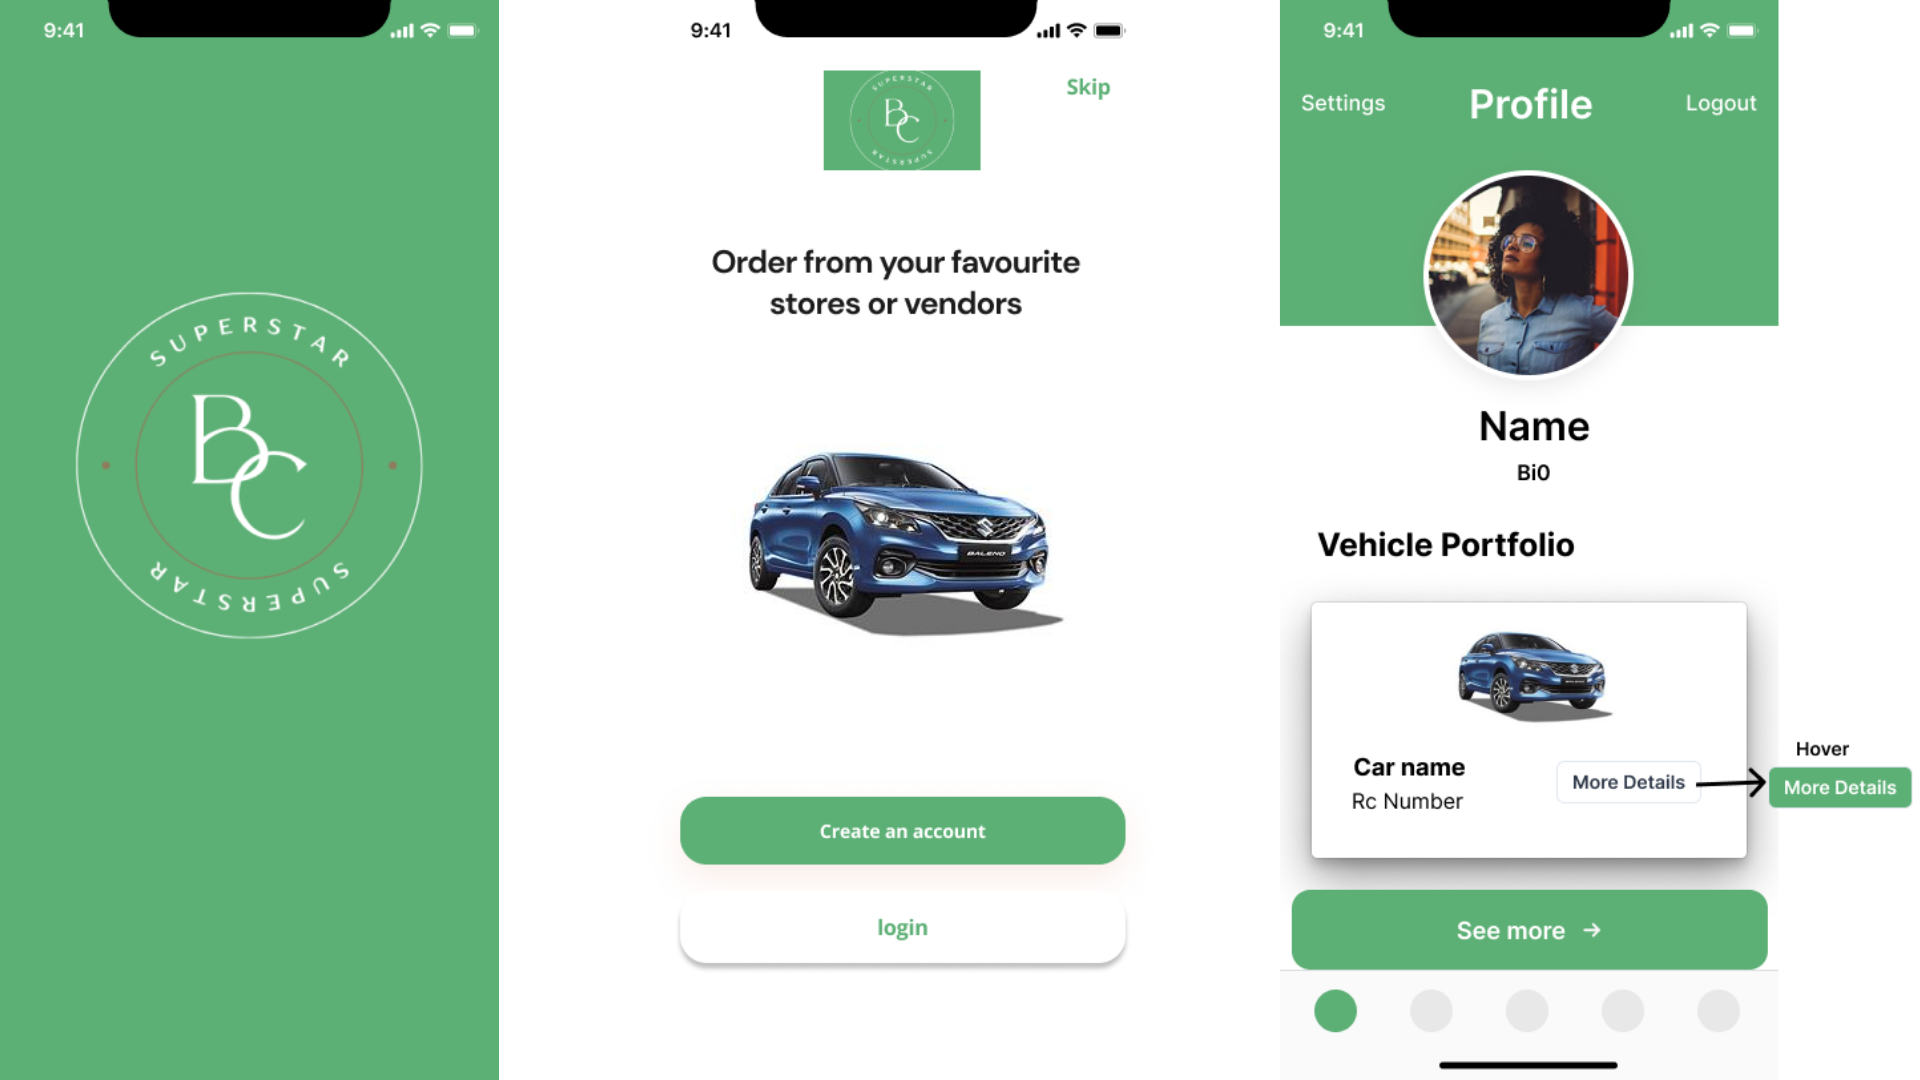 9:41
SUPERSTAR
BC
SUPERSTAR
9:41
Skip
SUPERSTAR
BC
SUPERSTAR
Order from your favourite
stores or vendors
BALENO
Create an account
login
9:41
Settings
Profile
Logout
Name
Bi0
Vehicle Portfolio
Car name
More Details
Rc Number
Hover
More Details
See more →